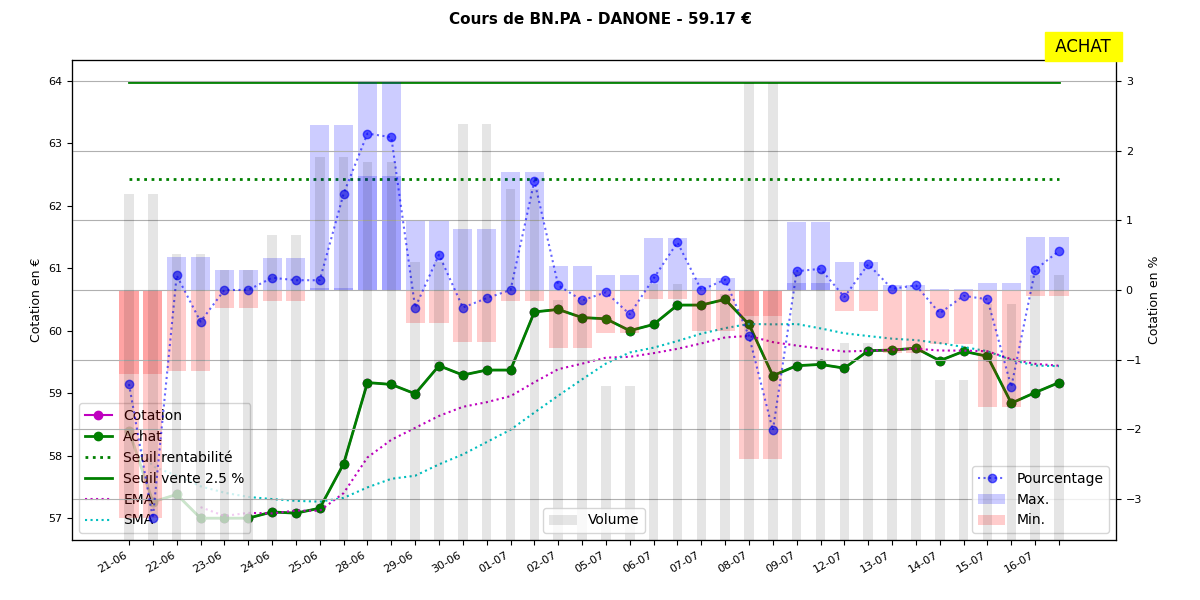 Cours de BN.PA - DANONE - 59.17 €
ACHAT
64
63
62
61
60
59
58
57
Cotation en €
3
2
1
0
−1
−2
−3
Cotation en %
Cotation
Achat
Seuil rentabilité
Seuil vente 2.5 %
EMA
SMA
Volume
Pourcentage
Max.
Min.
21-06
22-06
23-06
24-06
25-06
28-06
29-06
30-06
01-07
02-07
05-07
06-07
07-07
08-07
09-07
12-07
13-07
14-07
15-07
16-07